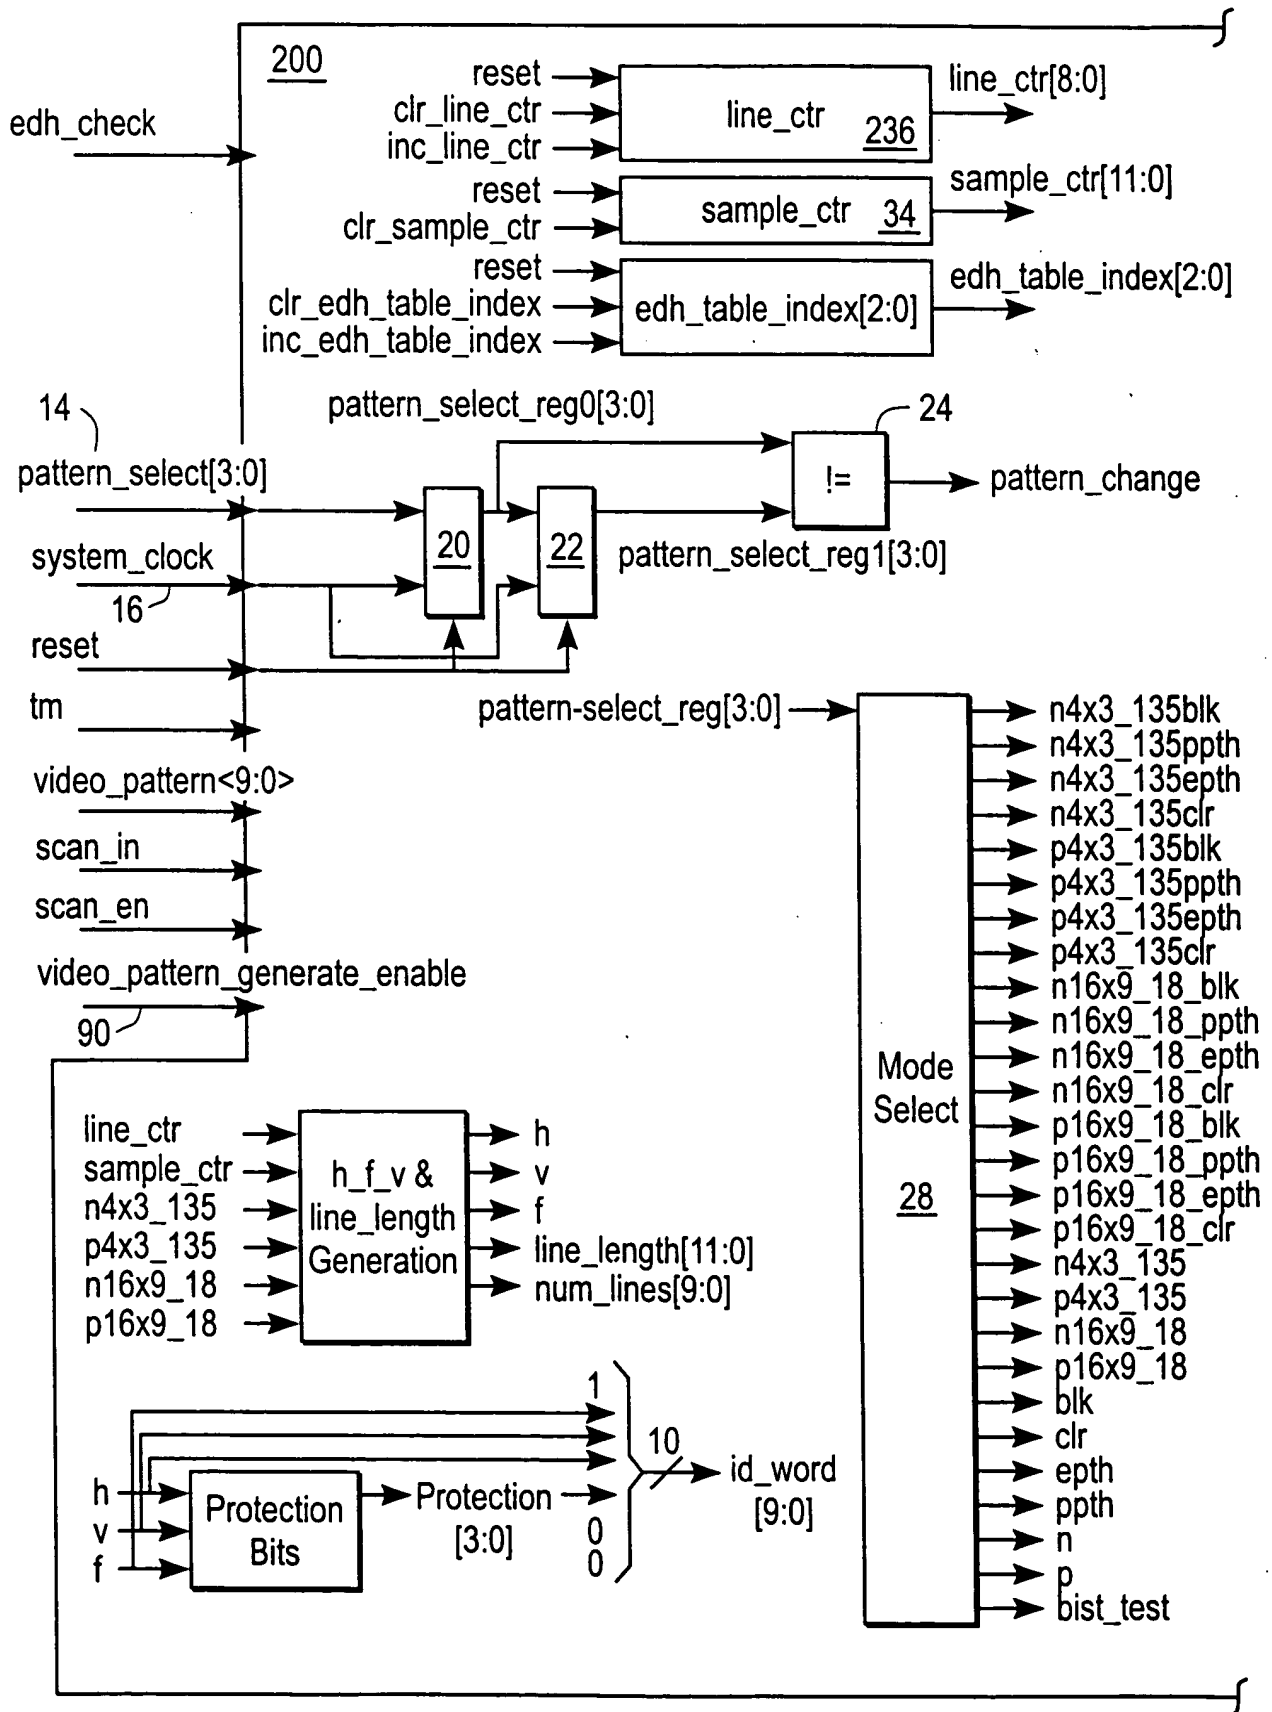 200
edh_check
reset
clr_line_ctr
inc_line_ctr
line_ctr
236
line_ctr[8:0]
reset
clr_sample_ctr
sample_ctr
34
sample_ctr[11:0]
reset
clr_edh_table_index
inc_edh_table_index
edh_table_index[2:0]
edh_table_index[2:0]
14
pattern_select[3:0]
system_clock
16
reset
tm
video_pattern<9:0>
scan_in
scan_en
video_pattern_generate_enable
90
pattern_select_reg0[3:0]
20
22
pattern_select_reg1[3:0]
24
!=
pattern_change
pattern-select_reg[3:0]
Mode
Select
28
n4x3_135blk
n4x3_135ppth
n4x3_135epth
n4x3_135clr
p4x3_135blk
p4x3_135ppth
p4x3_135epth
p4x3_135clr
n16x9_18_blk
n16x9_18_ppth
n16x9_18_epth
n16x9_18_clr
p16x9_18_blk
p16x9_18_ppth
p16x9_18_epth
p16x9_18_clr
n4x3_135
p4x3_135
n16x9_18
p16x9_18
blk
clr
epth
ppth
n
p
bist_test
line_ctr
sample_ctr
n4x3_135
p4x3_135
n16x9_18
p16x9_18
h_f_v &
line_length
Generation
h
v
f
line_length[11:0]
num_lines[9:0]
h
v
f
Protection
Bits
Protection
[3:0]
1
0
0
10
id_word
[9:0]